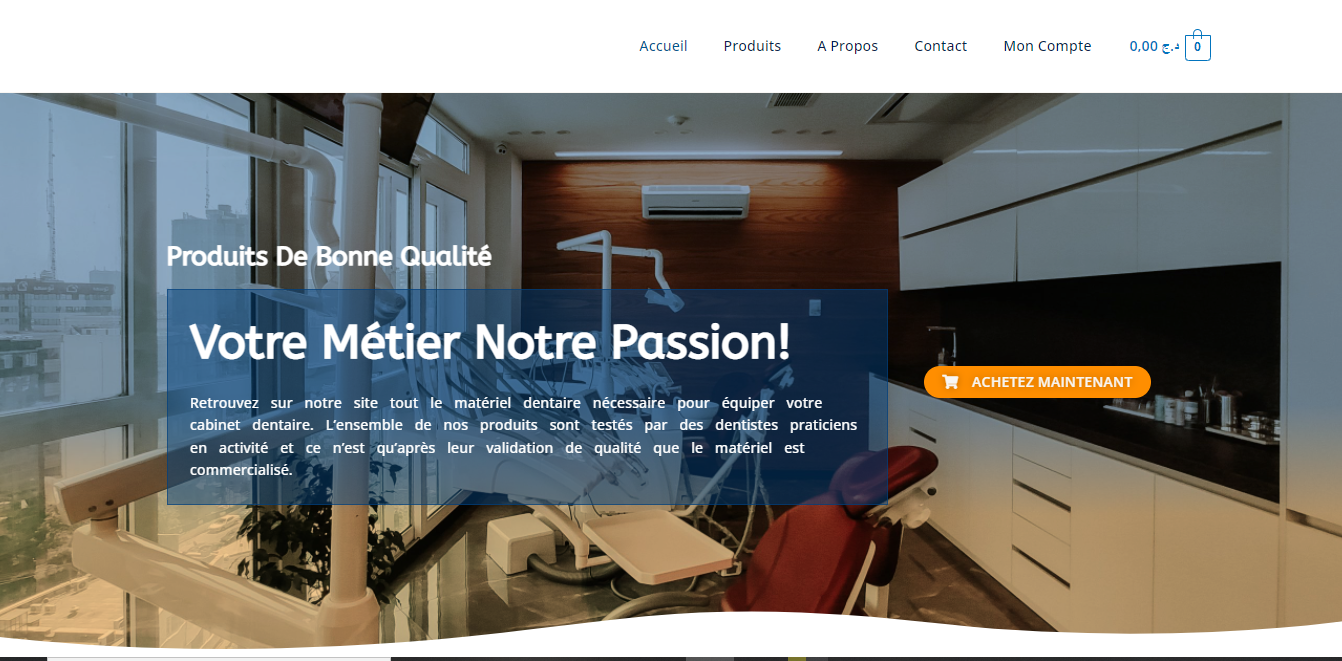 Accueil
Produits
A Propos
Contact
Mon Compte
0,00 د.ج
0
Produits De Bonne Qualité
Votre Métier Notre Passion!
Retrouvez sur notre site tout le matériel dentaire nécessaire pour équiper votre
cabinet dentaire. L'ensemble de nos produits sont testés par des dentistes praticiens
en activité et ce n'est qu'après leur validation de qualité que le matériel est
commercialisé.
ACHETEZ MAINTENANT